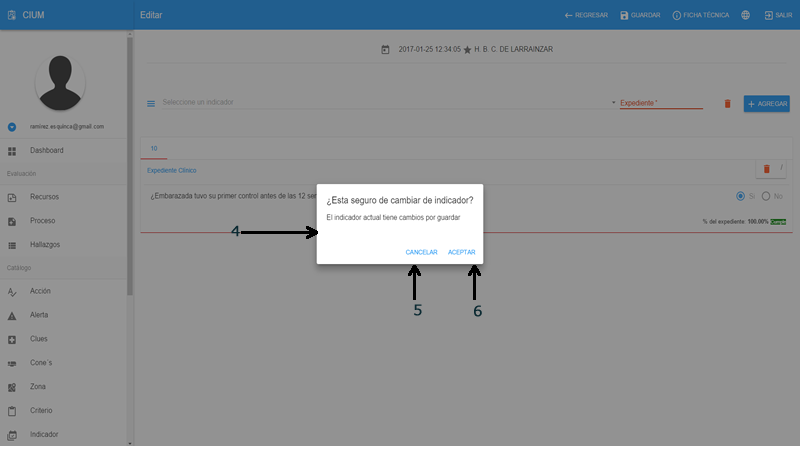 CIUM
Editar
REGRESAR
GUARDAR
FICHA TÉCNICA
SALIR
2017-01-25 12:34:05 H. B. C. DE LARRAINZAR
ramirez.esquinca@gmail.com
Seleccione un indicador
Expediente *
AGREGAR
Dashboard
Evaluación
Recursos
Proceso
Hallazgos
Catálogo
Acción
Alerta
Clues
Cone´s
Zona
Criterio
Indicador
10
Expediente Clínico
¿Embarazada tuvo su primer control antes de las 12
Si
No
% del expediente: 100.00% Cumple
¿Esta seguro de cambiar de indicador?
El indicador actual tiene cambios por guardar
CANCELAR
ACEPTAR
4
5
6